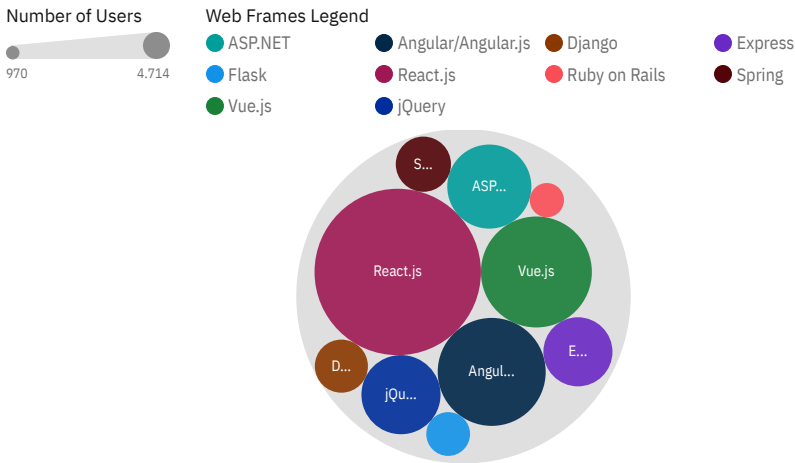 Number of Users
970 4.714
Web Frames Legend
ASP.NET Angular/Angular.js Django Express
Flask React.js Ruby on Rails Spring
Vue.js jQuery
S...
ASP...
React.js
Vue.js
E...
D...
Angul...
jQu...